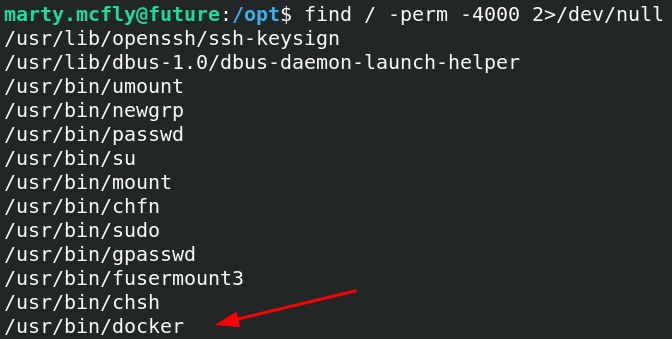 marty.mcfly@future:/opt$ find / -perm -4000 2>/dev/null
/usr/lib/openssh/ssh-keysign
/usr/lib/dbus-1.0/dbus-daemon-launch-helper
/usr/bin/umount
/usr/bin/newgrp
/usr/bin/passwd
/usr/bin/su
/usr/bin/mount
/usr/bin/chfn
/usr/bin/sudo
/usr/bin/gpasswd
/usr/bin/fusermount3
/usr/bin/chsh
/usr/bin/docker